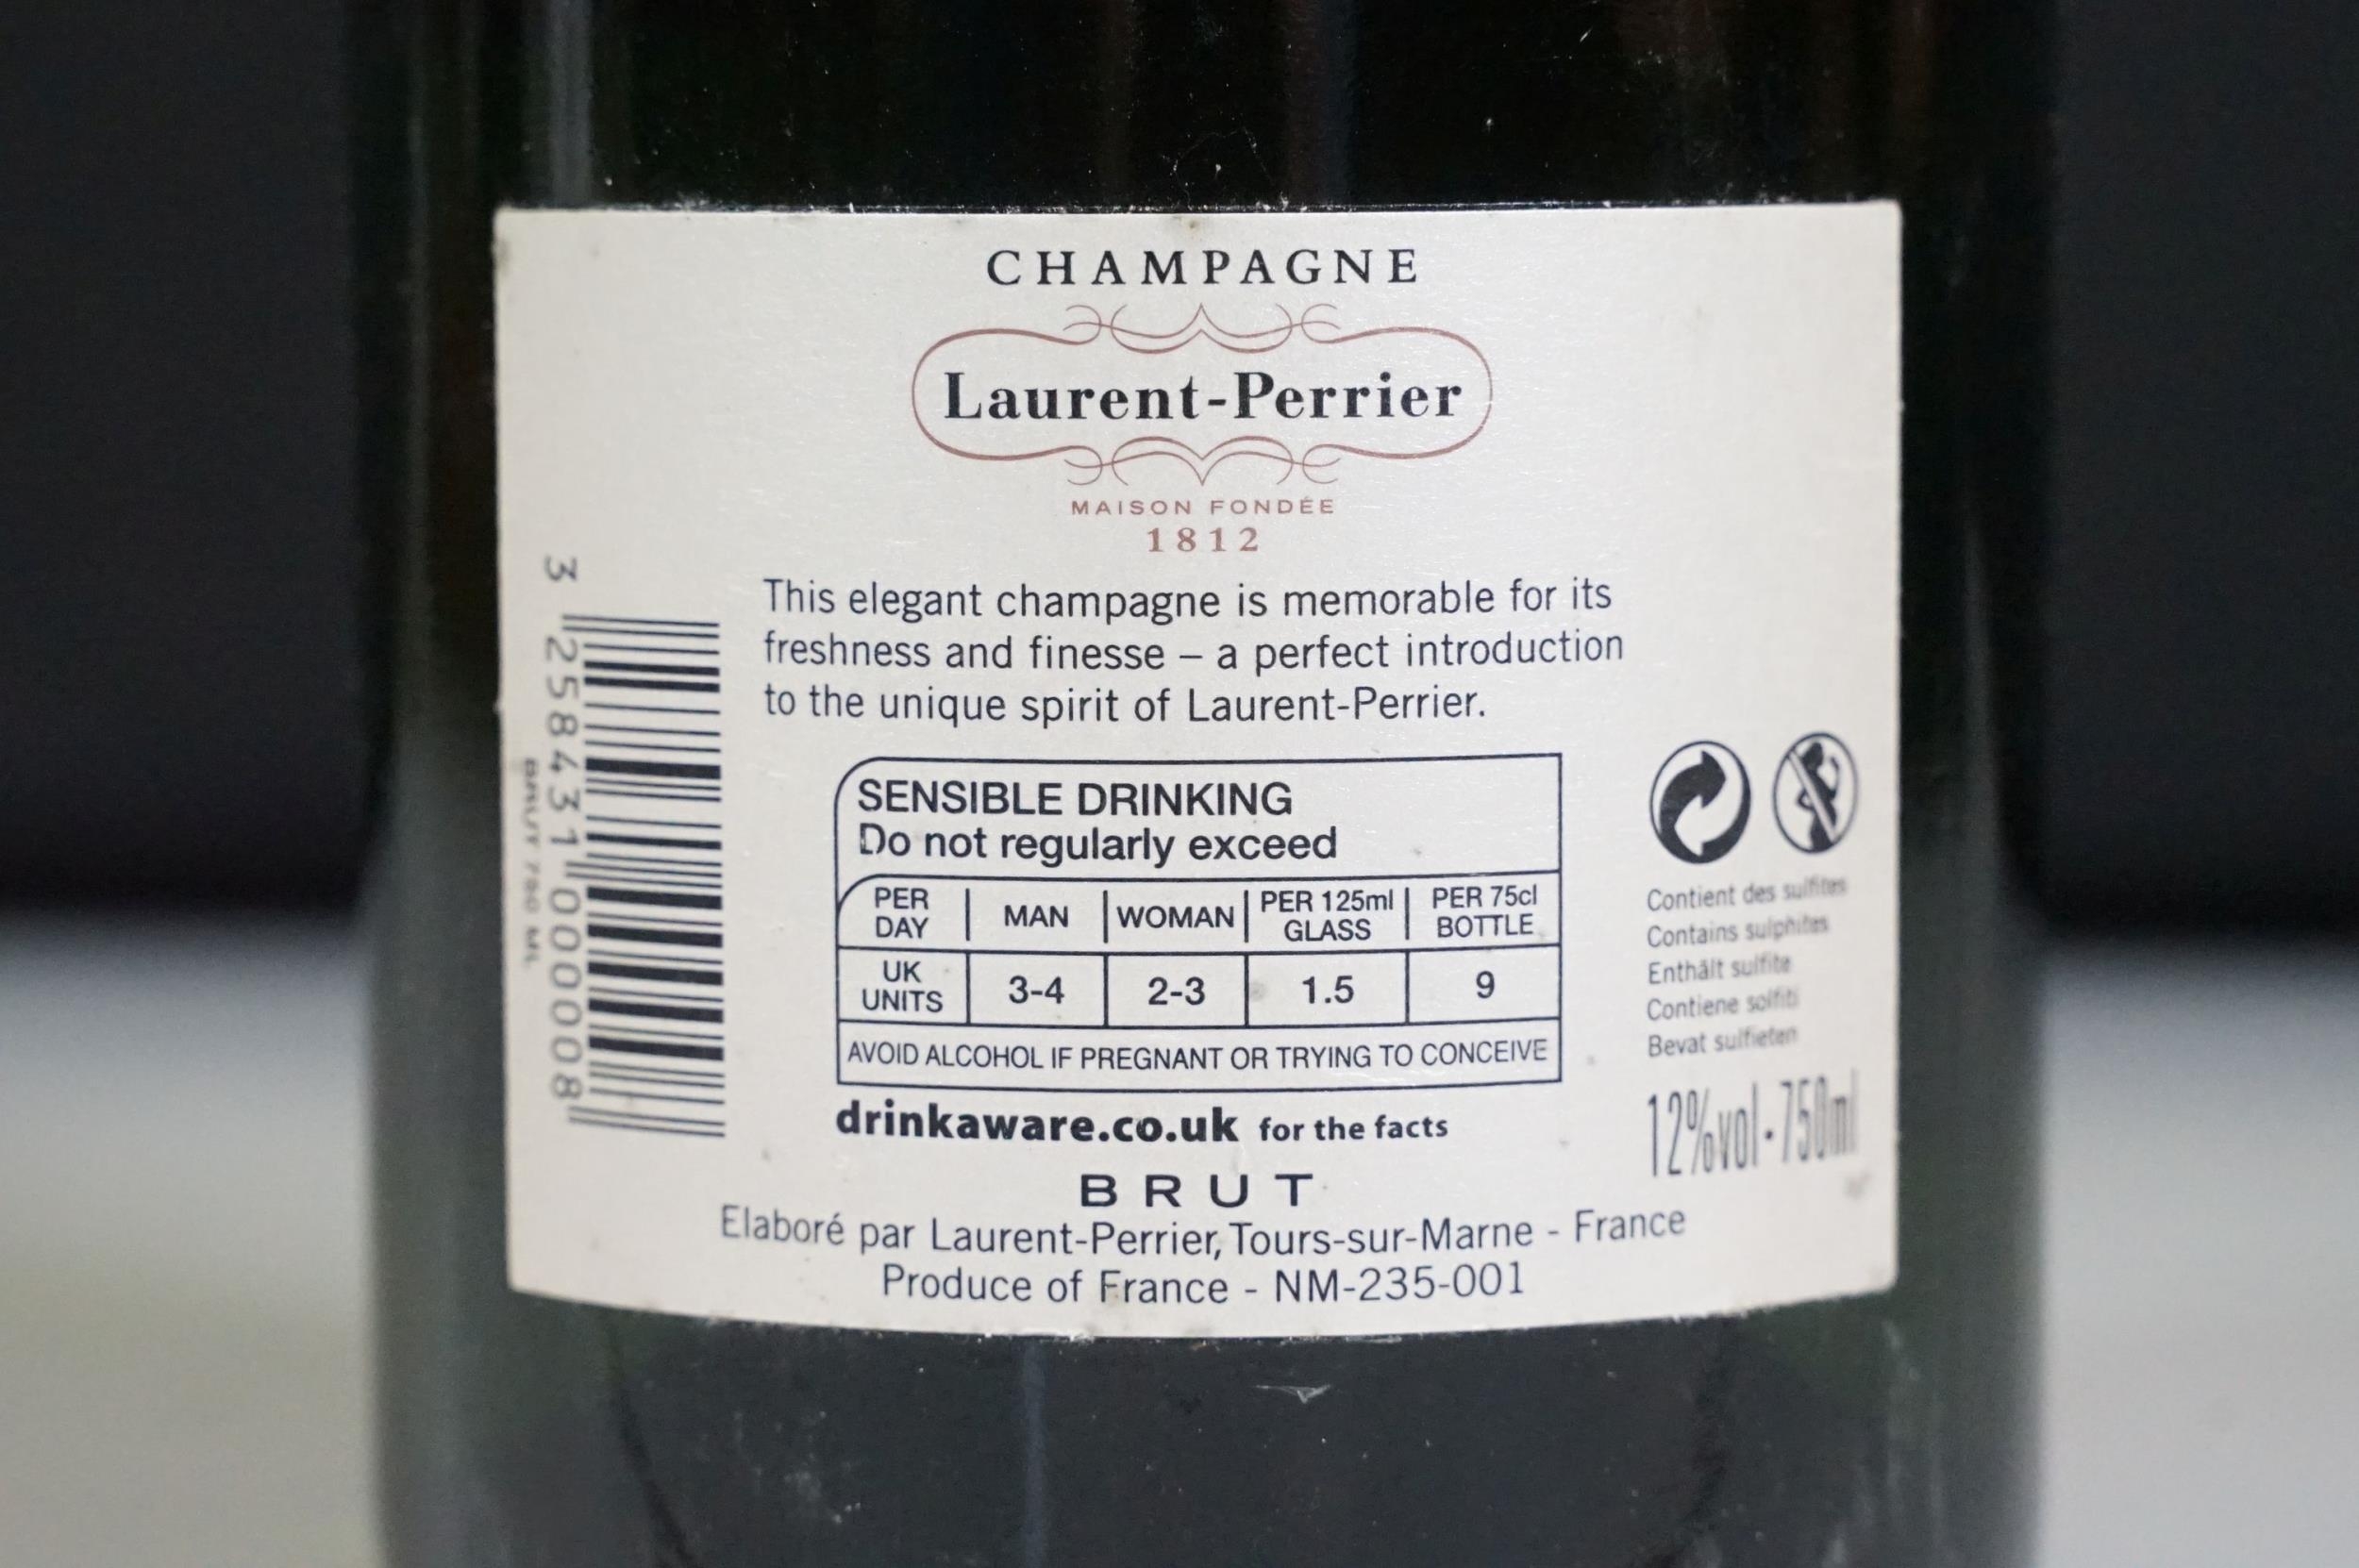 CHAMPAGNE
Laurent-Perrier
MAISON FONDÉE
1812
This elegant champagne is memorable for its
freshness and finesse – a perfect introduction
to the unique spirit of Laurent-Perrier.
3 258431 000008
BRUT 750 ML
SENSIBLE DRINKING
Do not regularly exceed
PER DAY MAN WOMAN PER 125ml GLASS PER 75cl BOTTLE
UK UNITS 3-4 2-3 1.5 9
AVOID ALCOHOL IF PREGNANT OR TRYING TO CONCEIVE
drinkaware.co.uk for the facts
Contient des sulfites
Contains sulphites
Enthält sulfite
Contiene solfiti
Bevat sulfieten
12%vol-750ml
BRUT
Elaboré par Laurent-Perrier, Tours-sur-Marne - France
Produce of France - NM-235-001